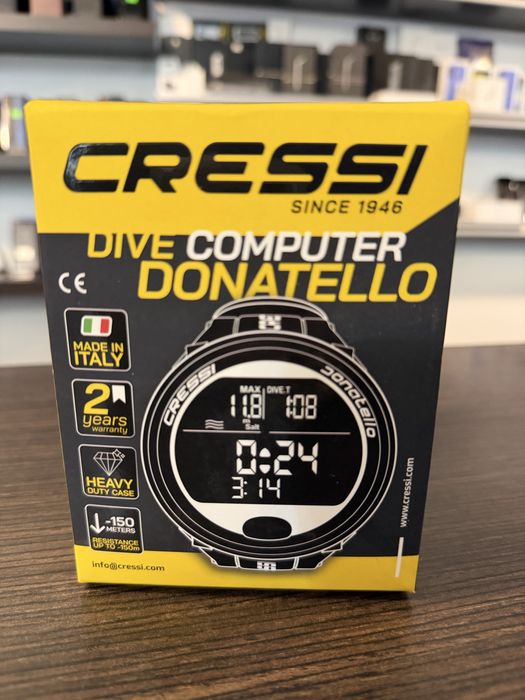 CRESSI
SINCE 1946
DIVE COMPUTER
DONATELLO
CE
MADE IN
ITALY
2
years
warranty
HEAVY
DUTY CASE
-150
METERS
RESISTANCE
UP TO -150m
CRESSI
Donatello
MAX DIVE.T
11.8 1:08
m
Salt
0:24
3:14
www.cressi.com
info@cressi.com